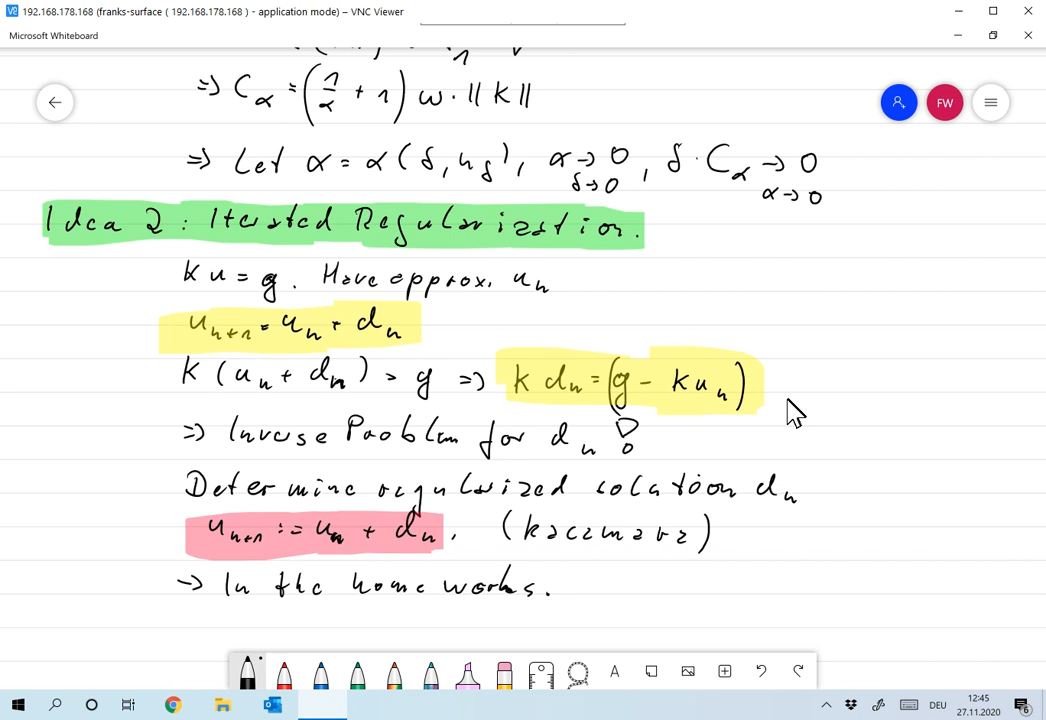 192.168.178.168 (franks-surface ( 192.168.178.168 ) - application mode) – VNC Viewer
Microsoft Whiteboard
=> C_α = (1/α + 1) ω · || K ||
=> Let α = α(δ, u_δ), α -> 0, δ · C_α -> 0
δ->0 α->0
Idea 2 : Iterated Regularization.
K u = g . Have approx. u_n
u_{n+1} = u_n + d_n
K ( u_n + d_n ) = g => K d_n = (g - K u_n)
=> Inverse Problem for d_n !
Determine regularized solution d_n
u_{n+1} := u_n + d_n . (Kaczmarz)
-> In the homeworks.
FW
A
DEU
12:45
27.11.2020
6